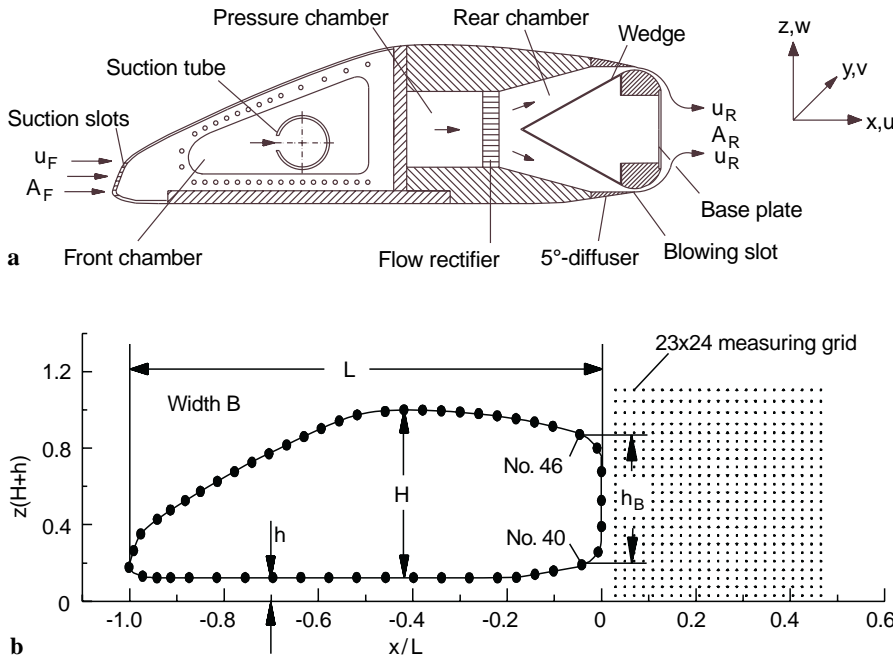 Pressure chamber
Rear chamber
Wedge
Suction tube
Suction slots
z,w
y,v
x,u
u_F
A_F
u_R
A_R
u_R
Base plate
Blowing slot
5°-diffuser
Flow rectifier
Front chamber
a
23x24 measuring grid
L
Width B
1.2
0.8
0.4
0
z(H+h)
No. 46
No. 40
H
h
h_B
-1.0 -0.8 -0.6 -0.4 -0.2 0 0.2 0.4 0.6
x/L
b